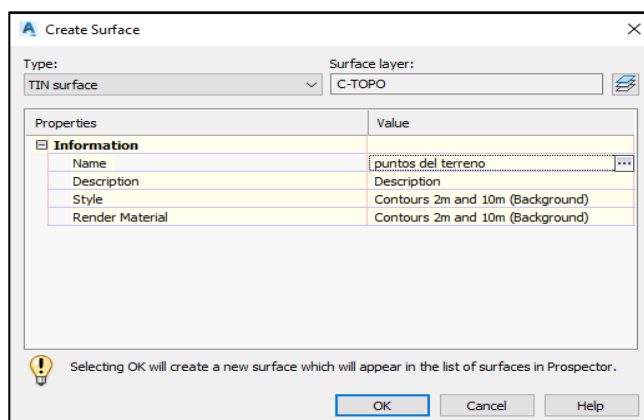 Create Surface
Type:
Surface layer:
TIN surface
C-TOPO
Properties Value
Information
Name puntos del terreno ...
Description Description
Style Contours 2m and 10m (Background)
Render Material Contours 2m and 10m (Background)
Selecting OK will create a new surface which will appear in the list of surfaces in Prospector.
OK Cancel Help